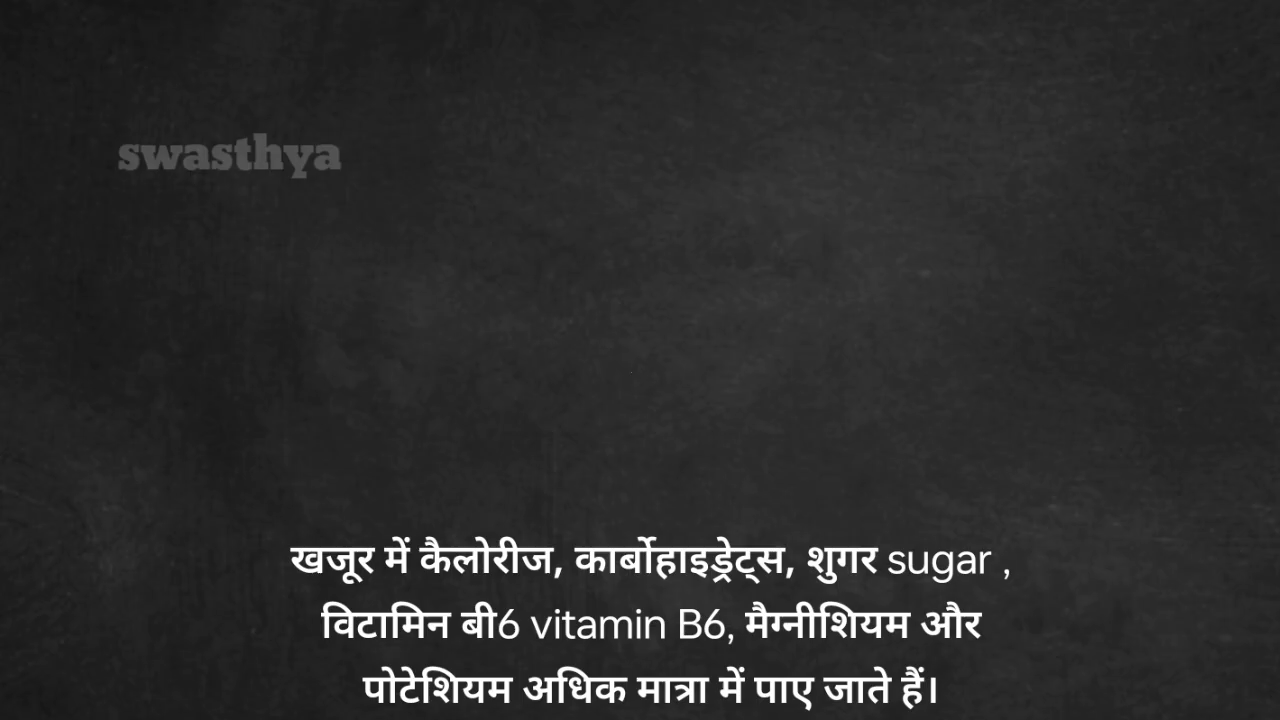 swasthya
खजूर में कैलोरीज, कार्बोहाइड्रेट्स, शुगर sugar ,
विटामिन बी6 vitamin B6, मैग्नीशियम और
पोटेशियम अधिक मात्रा में पाए जाते हैं।